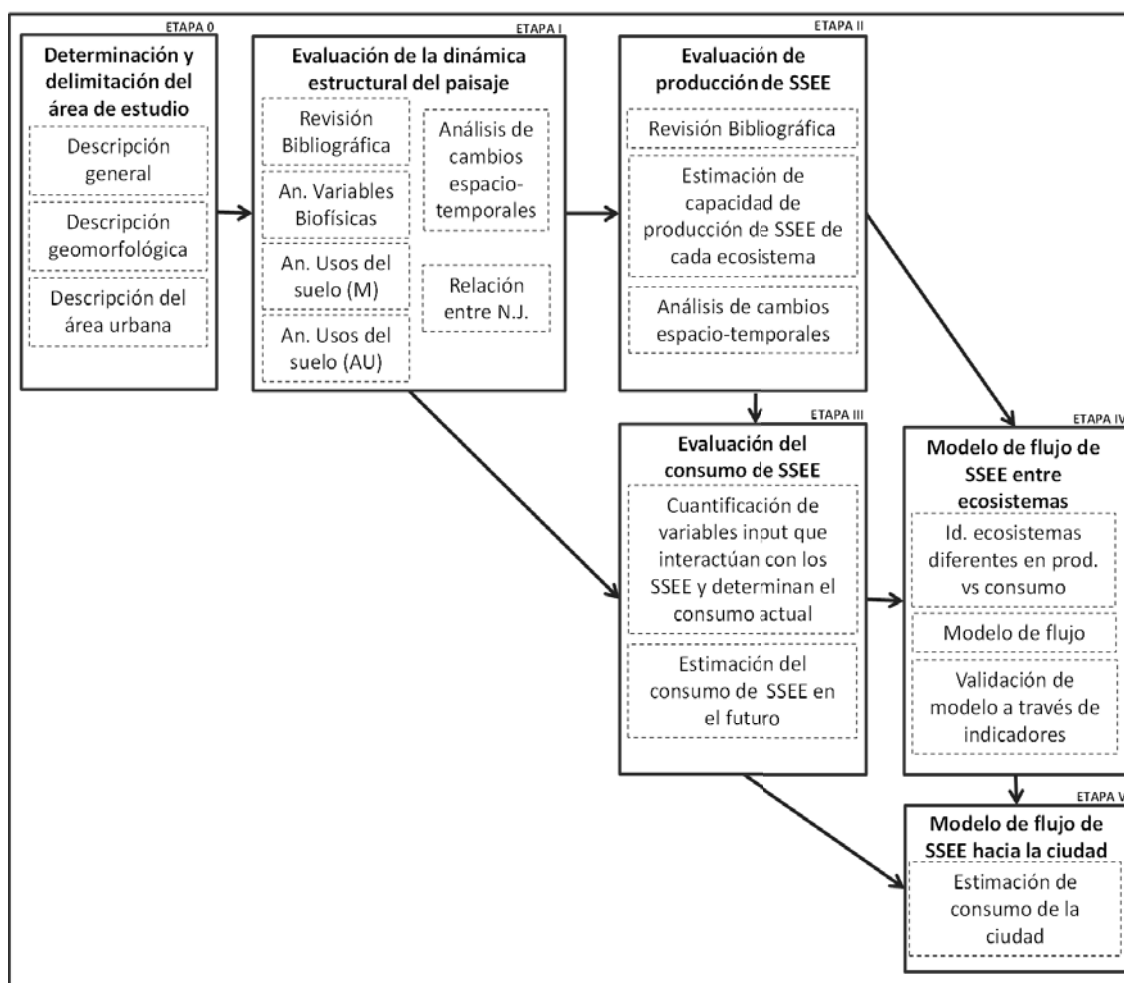 ETAPA 0
Determinación y
delimitación del
área de estudio
Descripción
general
Descripción
geomorfológica
Descripción del
área urbana
ETAPA I
Evaluación de la dinámica
estructural del paisaje
Revisión
Bibliográfica
An. Variables
Biofísicas
An. Usos del
suelo (M)
An. Usos del
suelo (AU)
Análisis de
cambios
espacio-
temporales
Relación
entre N.J.
ETAPA II
Evaluación de
producción de SSEE
Revisión Bibliográfica
Estimación de
capacidad de
producción de SSEE de
cada ecosistema
Análisis de cambios
espacio-temporales
ETAPA III
Evaluación del
consumo de SSEE
Cuantificación de
variables input que
interactúan con los
SSEE y determinan el
consumo actual
Estimación del
consumo de SSEE en
el futuro
ETAPA IV
Modelo de flujo de
SSEE entre
ecosistemas
Id. ecosistemas
diferentes en prod.
vs consumo
Modelo de flujo
Validación de
modelo a través de
indicadores
ETAPA V
Modelo de flujo de
SSEE hacia la ciudad
Estimación de
consumo de la
ciudad